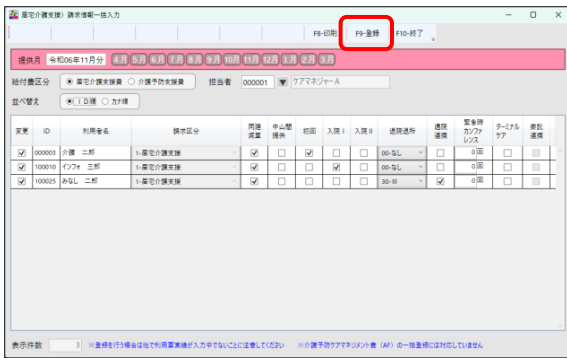 居宅介護支援）請求情報一括入力
F8-印刷 F9-登録 F10-終了
提供月 令和06年11月分 4月 5月 6月 7月 8月 9月 10月 11月 12月 1月 2月 3月
給付費区分 居宅介護支援費 介護予防支援費 担当者 000001 ケアマネジャーA
並べ替え ID順 カナ順
変更 ID 利用者名 請求区分 同建減算 中山間提供 初回 入院Ⅰ 入院Ⅱ 退院退所 通院連携 緊急時カンファレンス ターミナルケア 委託連携
000003 介護 二郎 1-居宅介護支援 00-なし 0回
100010 インフォ 三郎 1-居宅介護支援 00-なし 0回
100025 みなし 二郎 1-居宅介護支援 30-Ⅲ 0回
表示件数 3 ※登録を行う場合は他で利用票実績が入力中でないことに注意してください ※介護予防ケアマネジメント費（AF）の一括登録には対応していません